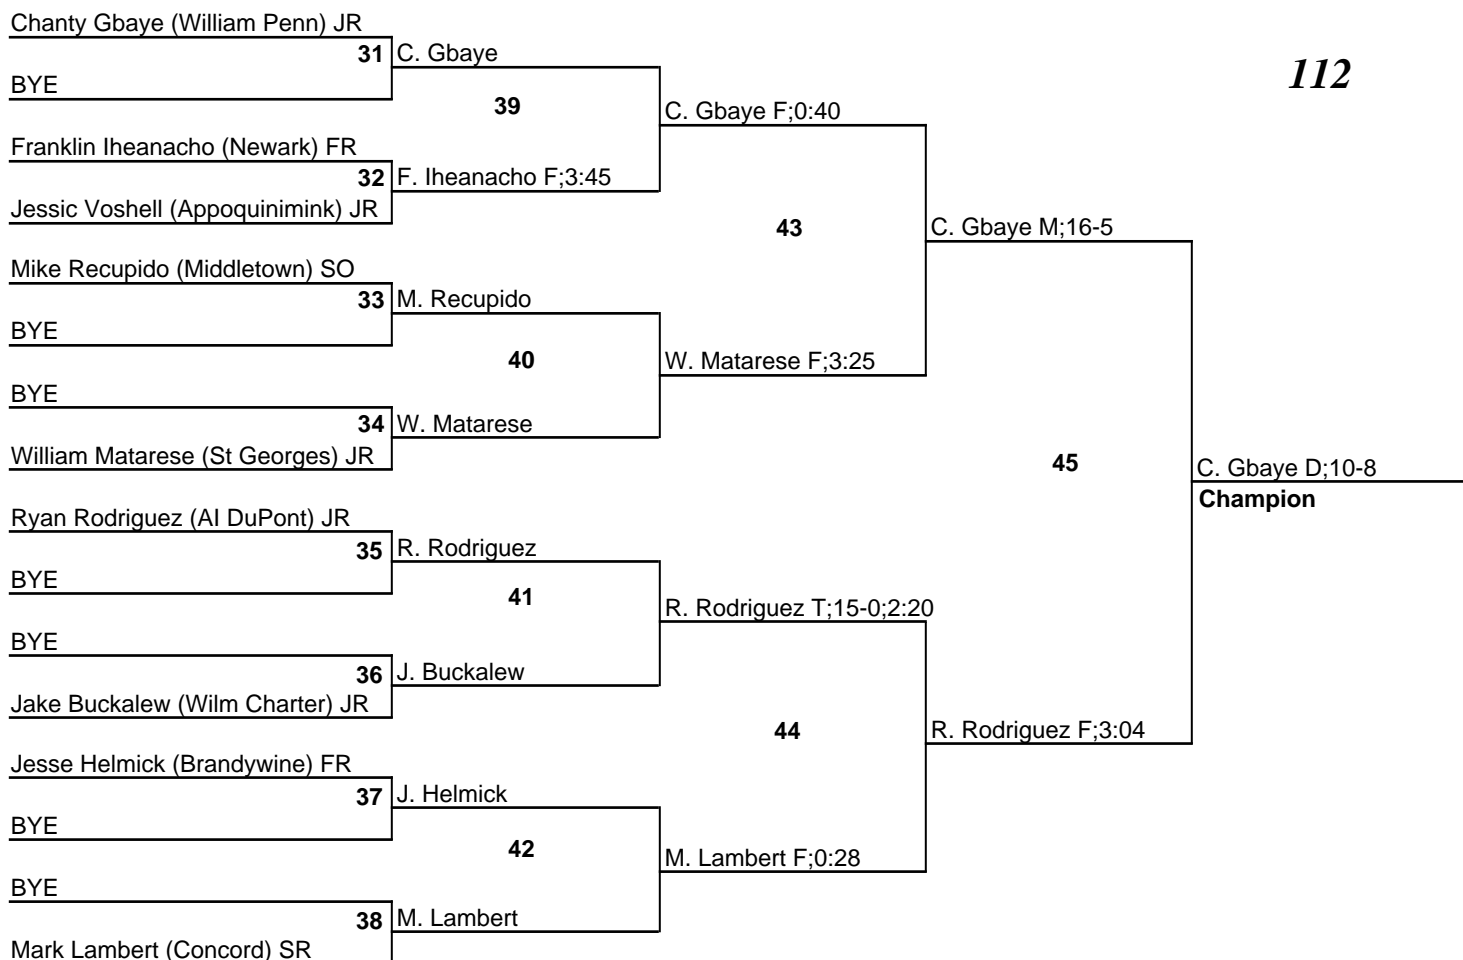 Chanty Gbaye (William Penn) JR
31 C. Gbaye
112
BYE
39
C. Gbaye F;0:40
Franklin Iheanacho (Newark) FR
32 F. Iheanacho F;3:45
Jessic Voshell (Appoquinimink) JR
43
C. Gbaye M;16-5
Mike Recupido (Middletown) SO
33 M. Recupido
BYE
40
W. Matarese F;3:25
BYE
34 W. Matarese
William Matarese (St Georges) JR
45
C. Gbaye D;10-8
Champion
Ryan Rodriguez (AI DuPont) JR
35 R. Rodriguez
BYE
41
R. Rodriguez T;15-0;2:20
BYE
36 J. Buckalew
Jake Buckalew (Wilm Charter) JR
44
R. Rodriguez F;3:04
Jesse Helmick (Brandywine) FR
37 J. Helmick
BYE
42
M. Lambert F;0:28
BYE
38 M. Lambert
Mark Lambert (Concord) SR